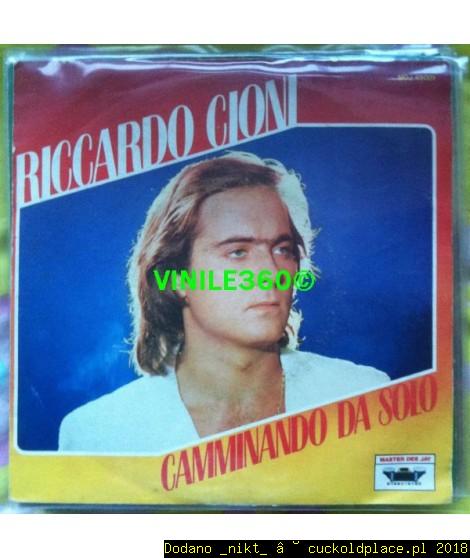 RICCARDO CIONI
VINILE360©
CAMMINANDO DA SOLO
MASTER DEE JAY
Dodano _nikt_ â ˘ cuckoldplace.pl 2018